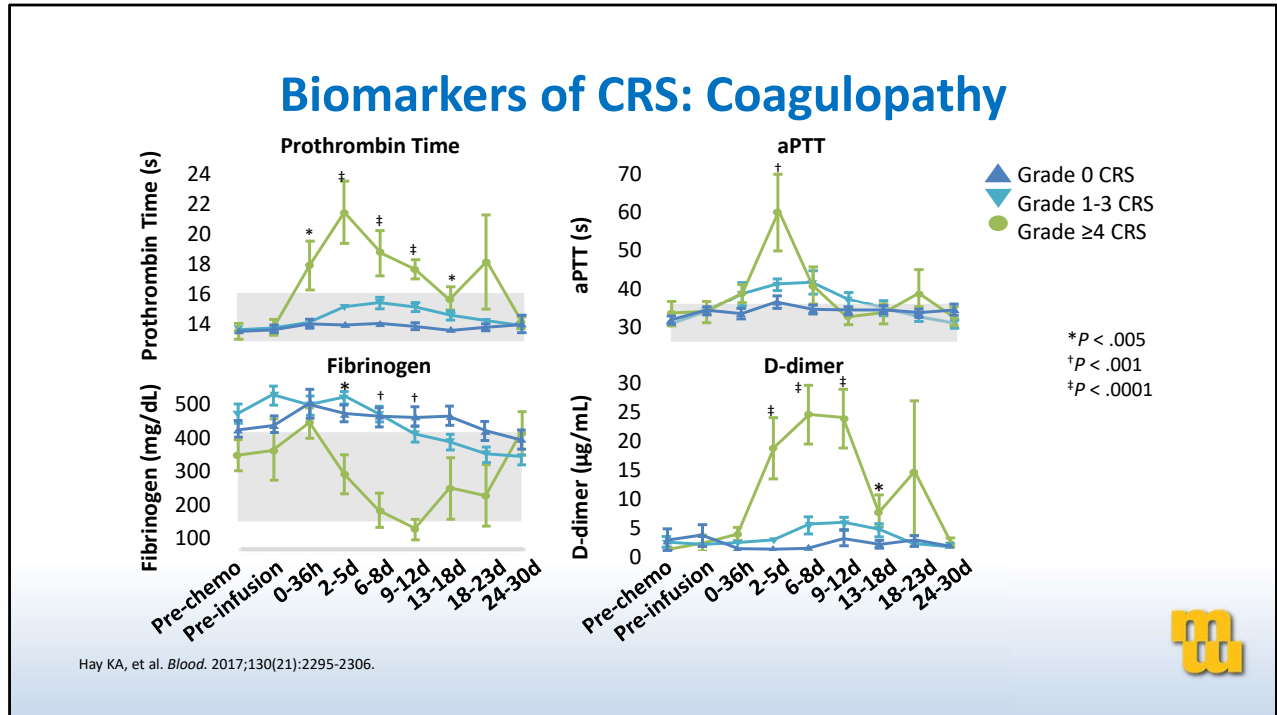 Biomarkers of CRS: Coagulopathy
Prothrombin Time
Prothrombin Time (s)
24
22
20
18
16
14
*
‡
‡
‡
*
aPTT
aPTT (s)
70
60
50
40
30
†
Grade 0 CRS
Grade 1-3 CRS
Grade ≥4 CRS
*P < .005
†P < .001
‡P < .0001
Fibrinogen
Fibrinogen (mg/dL)
500
400
300
200
100
*
†
†
Pre-chemo
Pre-infusion
0-36h
2-5d
6-8d
9-12d
13-18d
18-23d
24-30d
D-dimer
D-dimer (µg/mL)
30
25
20
15
10
5
0
‡
‡
‡
*
Pre-chemo
Pre-infusion
0-36h
2-5d
6-8d
9-12d
13-18d
18-23d
24-30d
Hay KA, et al. Blood. 2017;130(21):2295-2306.